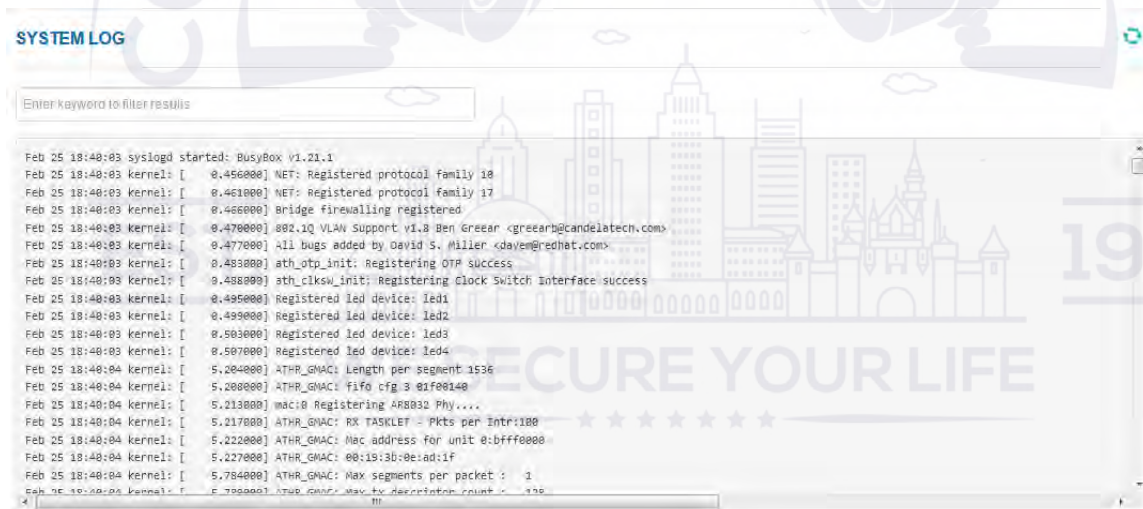 SYSTEM LOG
Enter keyword to filter results
Feb 25 18:40:03 syslogd started: BusyBox v1.21.1
Feb 25 18:40:03 kernel: [ 0.456000] NET: Registered protocol family 10
Feb 25 18:40:03 kernel: [ 0.461000] NET: Registered protocol family 17
Feb 25 18:40:03 kernel: [ 0.466000] Bridge firewalling registered
Feb 25 18:40:03 kernel: [ 0.470000] 802.1Q VLAN Support v1.8 Ben Greear <greearb@candelatech.com>
Feb 25 18:40:03 kernel: [ 0.477000] All bugs added by David S. Miller <davem@redhat.com>
Feb 25 18:40:03 kernel: [ 0.483000] ath_otp_init: Registering OTP success
Feb 25 18:40:03 kernel: [ 0.488000] ath_clksw_init: Registering Clock Switch Interface success
Feb 25 18:40:03 kernel: [ 0.495000] Registered led device: led1
Feb 25 18:40:03 kernel: [ 0.499000] Registered led device: led2
Feb 25 18:40:03 kernel: [ 0.503000] Registered led device: led3
Feb 25 18:40:03 kernel: [ 0.507000] Registered led device: led4
Feb 25 18:40:04 kernel: [ 5.204000] ATHR_GMAC: Length per segment 1536
Feb 25 18:40:04 kernel: [ 5.208000] ATHR_GMAC: fifo cfg 3 01f00140
Feb 25 18:40:04 kernel: [ 5.213000] mac:0 Registering AR8032 Phy....
Feb 25 18:40:04 kernel: [ 5.217000] ATHR_GMAC: RX TASKLET - Pkts per Intr:100
Feb 25 18:40:04 kernel: [ 5.222000] ATHR_GMAC: Mac address for unit 0:bfff0000
Feb 25 18:40:04 kernel: [ 5.227000] ATHR_GMAC: 00:19:3b:0e:ad:1f
Feb 25 18:40:04 kernel: [ 5.784000] ATHR_GMAC: Max segments per packet : 1
Feb 25 18:40:04 kernel: [ 5.789000] ATHR_GMAC: Max tx descriptor count : 128
19
SECURE YOUR LIFE